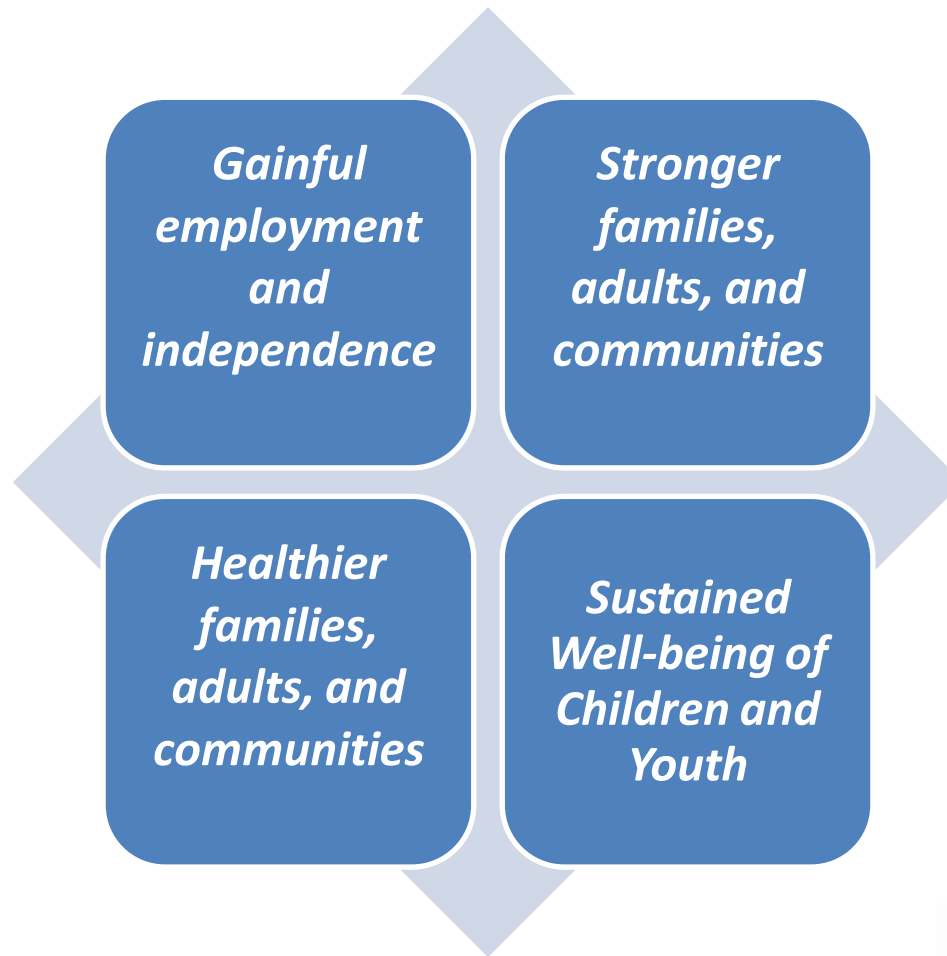 Gainful
employment
and
independence
Stronger
families,
adults, and
communities
Healthier
families,
adults, and
communities
Sustained
Well-being of
Children and
Youth